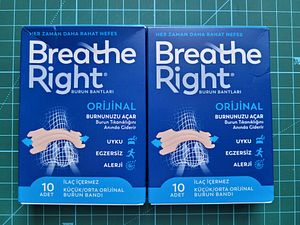 HER ZAMAN DAHA RAHAT NEFES
Breathe
Right®
BURUN BANTLARI
ORİJİNAL
BURNUNUZU AÇAR
Burun Tıkanıklığını
Anında Giderir
UYKU
EGZERSİZ
ALERJİ
10
ADET
İLAÇ İÇERMEZ
KÜÇÜK/ORTA ORİJİNAL
BURUN BANDI
HER ZAMAN DAHA RAHAT NEFES
Breathe
Right®
BURUN BANTLARI
ORİJİNAL
BURNUNUZU AÇAR
Burun Tıkanıklığını
Anında Giderir
UYKU
EGZERSİZ
ALERJİ
10
ADET
İLAÇ İÇERMEZ
KÜÇÜK/ORTA ORİJİNAL
BURUN BANDI